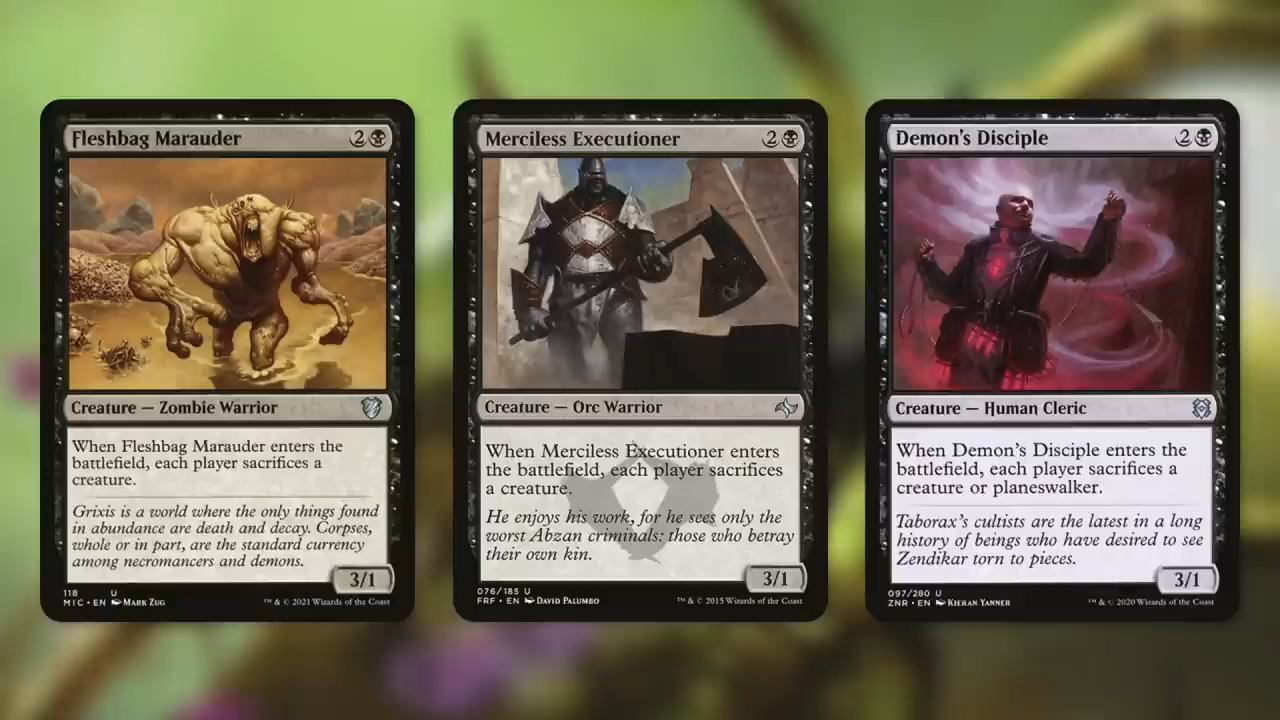 Fleshbag Marauder 2
Creature — Zombie Warrior
When Fleshbag Marauder enters the
battlefield, each player sacrifices a
creature.
Grixis is a world where the only things found
in abundance are death and decay. Corpses,
whole or in part, are the standard currency
among necromancers and demons.
3/1
118 U
MIC • EN Mark Zug
™ & © 2021 Wizards of the Coast
Merciless Executioner 2
Creature — Orc Warrior
When Merciless Executioner enters
the battlefield, each player sacrifices
a creature.
He enjoys his work, for he sees only the
worst Abzan criminals: those who betray
their own kin.
3/1
076/185 U
FRF • EN David Palumbo
™ & © 2015 Wizards of the Coast
Demon's Disciple 2
Creature — Human Cleric
When Demon's Disciple enters the
battlefield, each player sacrifices a
creature or planeswalker.
Taborax's cultists are the latest in a long
history of beings who have desired to see
Zendikar torn to pieces.
3/1
097/280 U
ZNR • EN Kieran Yanner
™ & © 2020 Wizards of the Coast